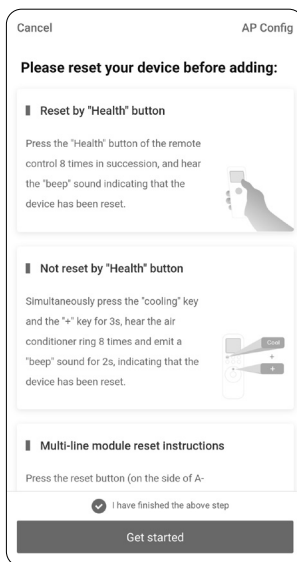 Cancel AP Config
Please reset your device before adding:
Reset by "Health" button
Press the "Health" button of the remote
control 8 times in succession, and hear
the "beep" sound indicating that the
device has been reset.
Not reset by "Health" button
Simultaneously press the "cooling" key
and the "+" key for 3s, hear the air
conditioner ring 8 times and emit a
"beep" sound for 2s, indicating that the
device has been reset.
Cool
+
+
Multi-line module reset instructions
Press the reset button (on the side of A-
I have finished the above step
Get started